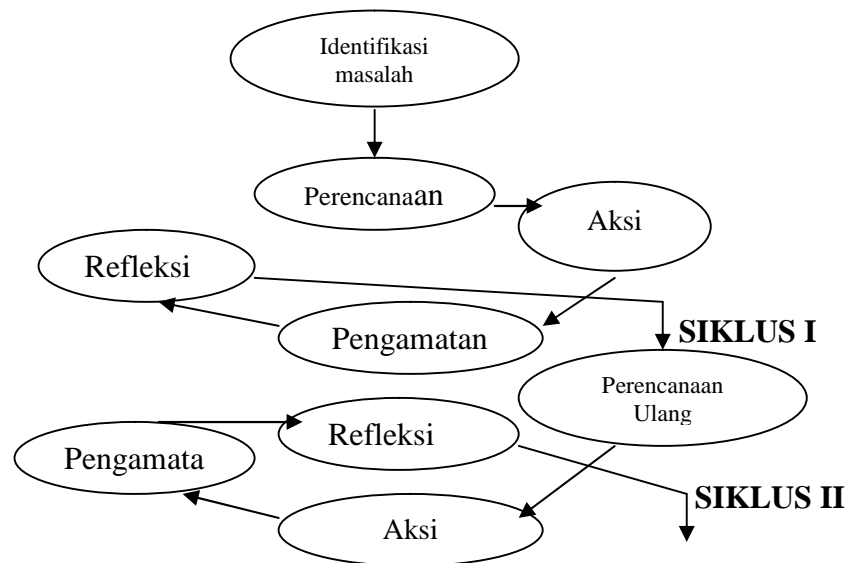 Identifikasi
masalah
Perencanaan
Aksi
Refleksi
Pengamatan
SIKLUS I
Perencanaan
Ulang
Refleksi
Pengamata
SIKLUS II
Aksi